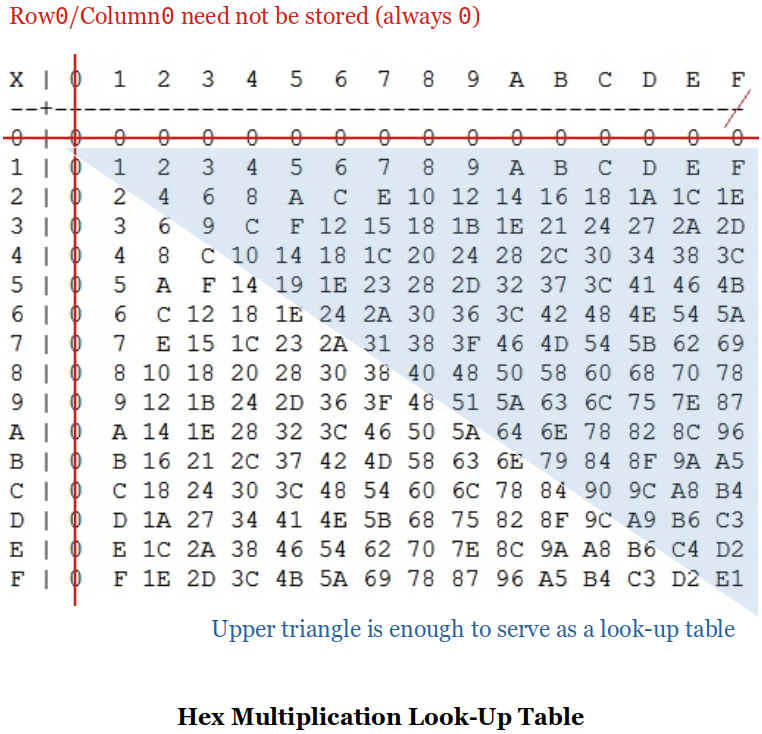 Row0/Column0 need not be stored (always 0)
X | 0 1 2 3 4 5 6 7 8 9 A B C D E F
--+------------------------------------------------
0 | 0 0 0 0 0 0 0 0 0 0 0 0 0 0 0 0
1 | 0 1 2 3 4 5 6 7 8 9 A B C D E F
2 | 0 2 4 6 8 A C E 10 12 14 16 18 1A 1C 1E
3 | 0 3 6 9 C F 12 15 18 1B 1E 21 24 27 2A 2D
4 | 0 4 8 C 10 14 18 1C 20 24 28 2C 30 34 38 3C
5 | 0 5 A F 14 19 1E 23 28 2D 32 37 3C 41 46 4B
6 | 0 6 C 12 18 1E 24 2A 30 36 3C 42 48 4E 54 5A
7 | 0 7 E 15 1C 23 2A 31 38 3F 46 4D 54 5B 62 69
8 | 0 8 10 18 20 28 30 38 40 48 50 58 60 68 70 78
9 | 0 9 12 1B 24 2D 36 3F 48 51 5A 63 6C 75 7E 87
A | 0 A 14 1E 28 32 3C 46 50 5A 64 6E 78 82 8C 96
B | 0 B 16 21 2C 37 42 4D 58 63 6E 79 84 8F 9A A5
C | 0 C 18 24 30 3C 48 54 60 6C 78 84 90 9C A8 B4
D | 0 D 1A 27 34 41 4E 5B 68 75 82 8F 9C A9 B6 C3
E | 0 E 1C 2A 38 46 54 62 70 7E 8C 9A A8 B6 C4 D2
F | 0 F 1E 2D 3C 4B 5A 69 78 87 96 A5 B4 C3 D2 E1
Upper triangle is enough to serve as a look-up table
Hex Multiplication Look-Up Table